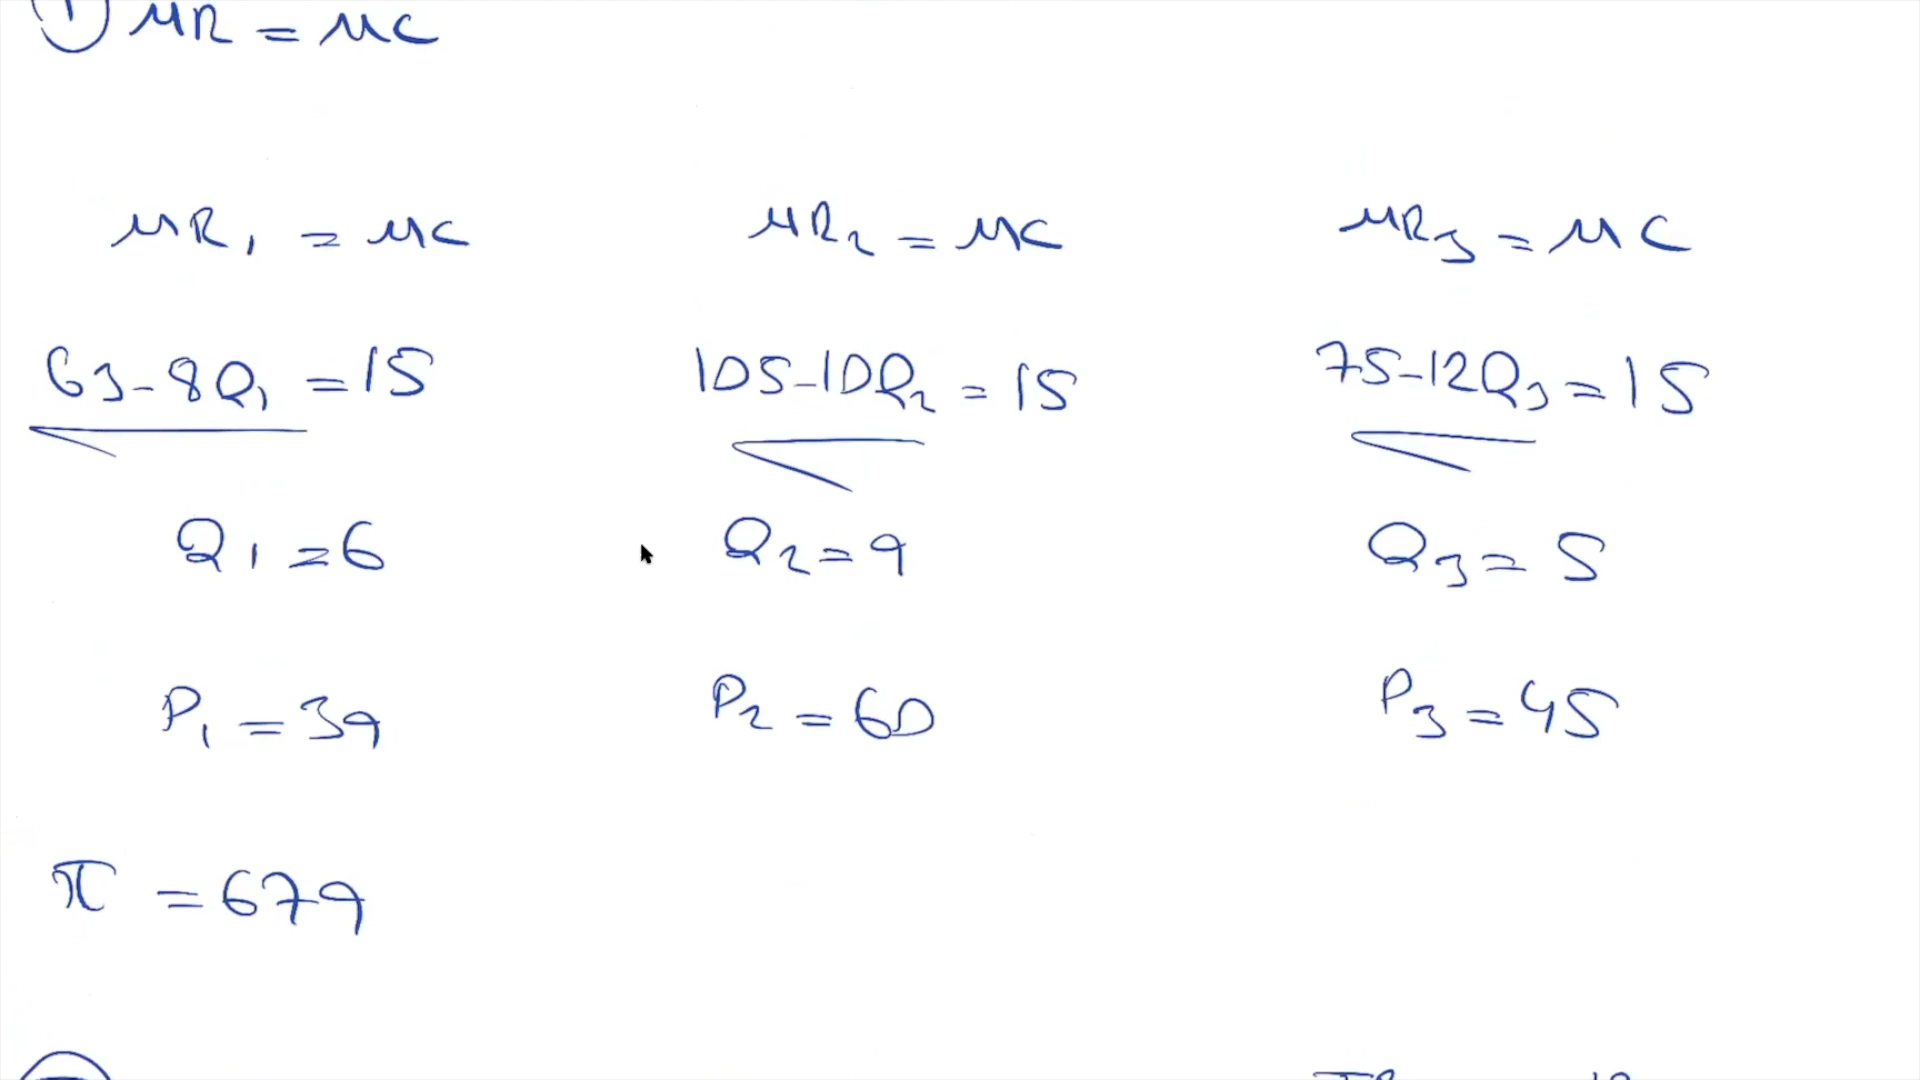 ① MR = MC
MR₁ = MC
MR₂ = MC
MR₃ = MC
63-8Q₁ = 15
105-10Q₂ = 15
75-12Q₃ = 15
Q₁ = 6
Q₂ = 9
Q₃ = 5
P₁ = 39
P₂ = 60
P₃ = 45
π = 679